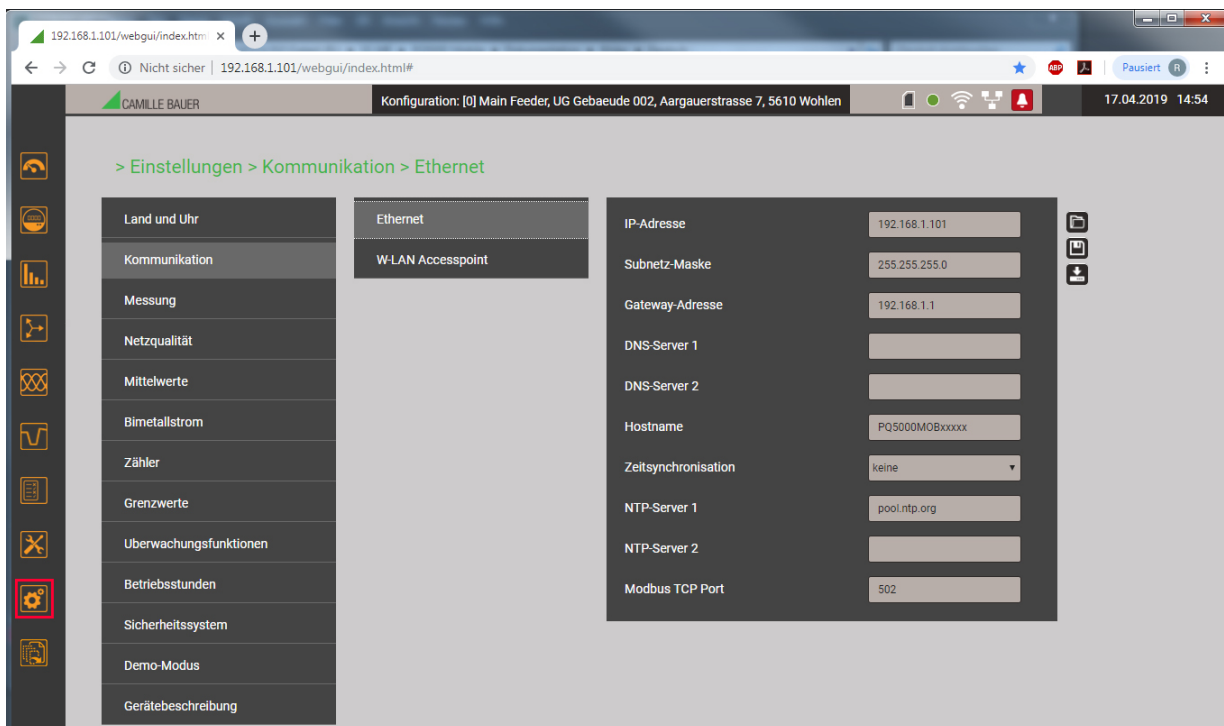 192.168.1.101/webgui/index.htm
Nicht sicher | 192.168.1.101/webgui/index.html#
ABP
Pausiert R
CAMILLE BAUER
Konfiguration: [0] Main Feeder, UG Gebaeude 002, Aargauerstrasse 7, 5610 Wohlen
17.04.2019 14:54
> Einstellungen > Kommunikation > Ethernet
Land und Uhr
Kommunikation
Messung
Netzqualität
Mittelwerte
Bimetallstrom
Zähler
Grenzwerte
Uberwachungsfunktionen
Betriebsstunden
Sicherheitssystem
Demo-Modus
Gerätebeschreibung
Ethernet
W-LAN Accesspoint
IP-Adresse 192.168.1.101
Subnetz-Maske 255.255.255.0
Gateway-Adresse 192.168.1.1
DNS-Server 1
DNS-Server 2
Hostname PQ5000MOBxxxxx
Zeitsynchronisation keine
NTP-Server 1 pool.ntp.org
NTP-Server 2
Modbus TCP Port 502